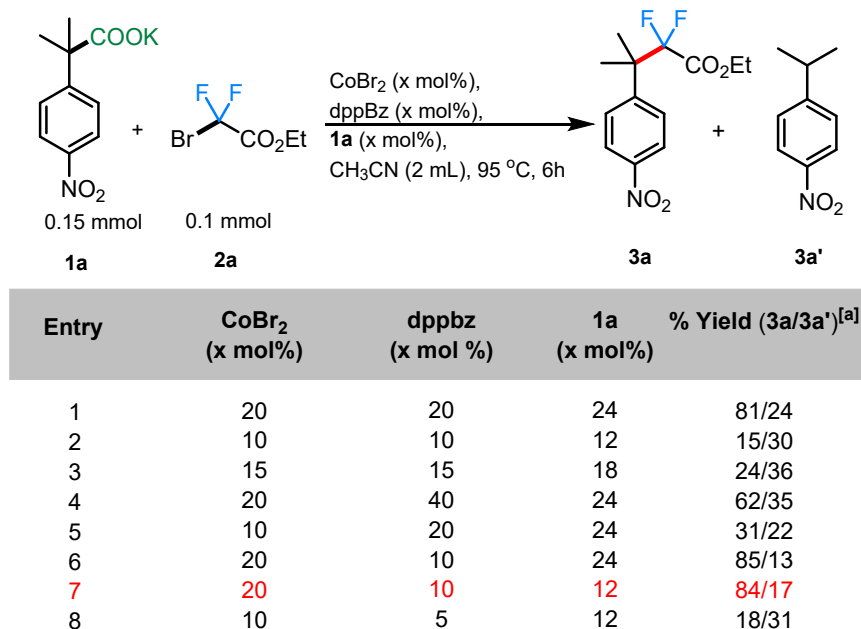 COOK
NO2
0.15 mmol
1a
+
F
F
Br
CO2Et
0.1 mmol
2a
CoBr2 (x mol%),
dppBz (x mol%),
1a (x mol%),
CH3CN (2 mL), 95 oC, 6h
F
F
CO2Et
NO2
3a
+
NO2
3a'
Entry CoBr2 (x mol%) dppbz (x mol %) 1a (x mol%) % Yield (3a/3a')[a]
1 20 20 24 81/24
2 10 10 12 15/30
3 15 15 18 24/36
4 20 40 24 62/35
5 10 20 24 31/22
6 20 10 24 85/13
7 20 10 12 84/17
8 10 5 12 18/31